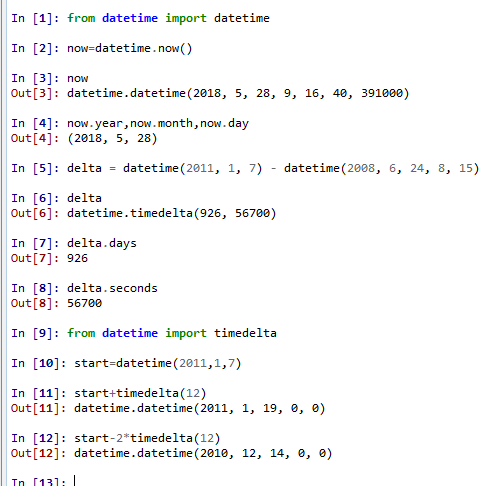 In [1]: from datetime import datetime
In [2]: now=datetime.now()
In [3]: now
Out[3]: datetime.datetime(2018, 5, 28, 9, 16, 40, 391000)
In [4]: now.year,now.month,now.day
Out[4]: (2018, 5, 28)
In [5]: delta = datetime(2011, 1, 7) - datetime(2008, 6, 24, 8, 15)
In [6]: delta
Out[6]: datetime.timedelta(926, 56700)
In [7]: delta.days
Out[7]: 926
In [8]: delta.seconds
Out[8]: 56700
In [9]: from datetime import timedelta
In [10]: start=datetime(2011,1,7)
In [11]: start+timedelta(12)
Out[11]: datetime.datetime(2011, 1, 19, 0, 0)
In [12]: start-2*timedelta(12)
Out[12]: datetime.datetime(2010, 12, 14, 0, 0)
In [13]: